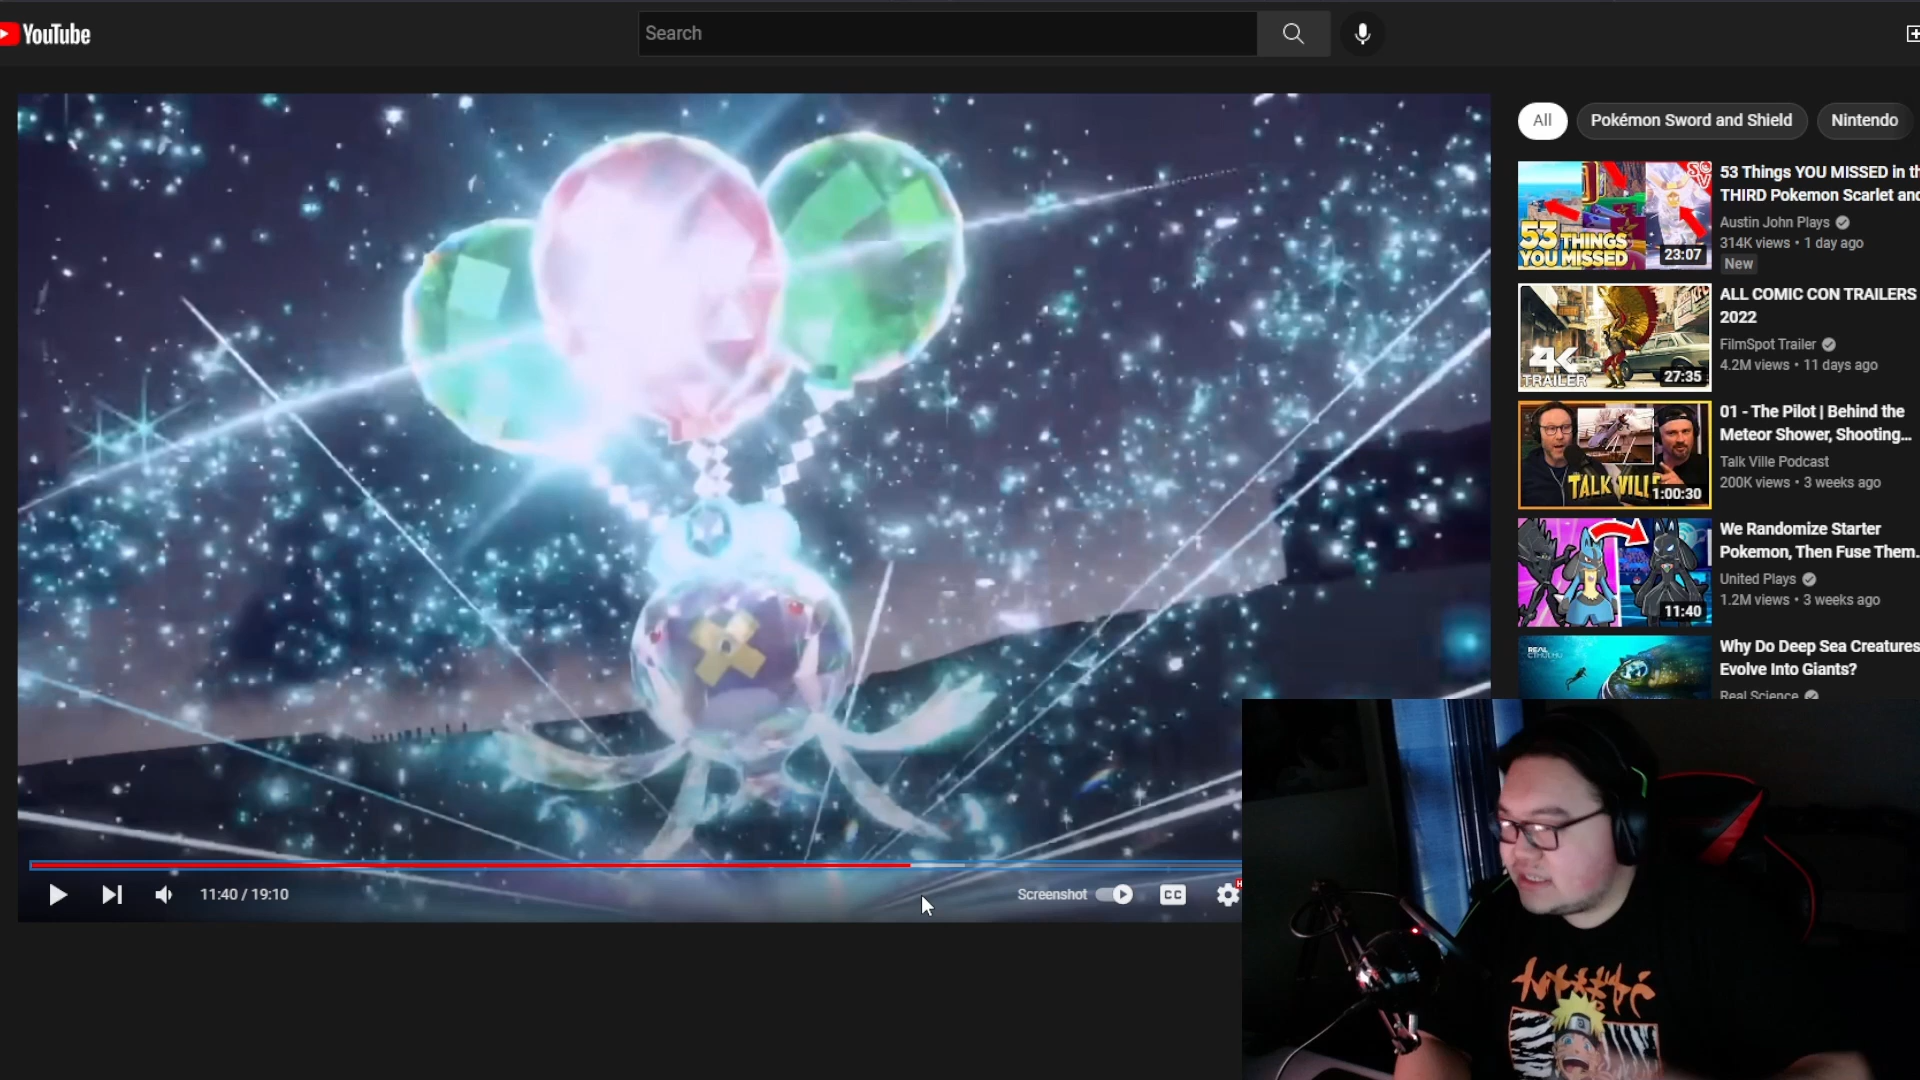 YouTube
Search
All
Pokémon Sword and Shield
Nintendo
53 Things YOU MISSED in th
THIRD Pokemon Scarlet and
Austin John Plays
314K views • 1 day ago
New
53 THINGS
YOU MISSED
23:07
ALL COMIC CON TRAILERS
2022
FilmSpot Trailer
4.2M views • 11 days ago
4K
TRAILER
27:35
01 - The Pilot | Behind the
Meteor Shower, Shooting...
Talk Ville Podcast
200K views • 3 weeks ago
TALK VILL
1:00:30
We Randomize Starter
Pokemon, Then Fuse Them...
United Plays
1.2M views • 3 weeks ago
11:40
Why Do Deep Sea Creatures
Evolve Into Giants?
Real Science
REAL
11:40 / 19:10
Screenshot
CC